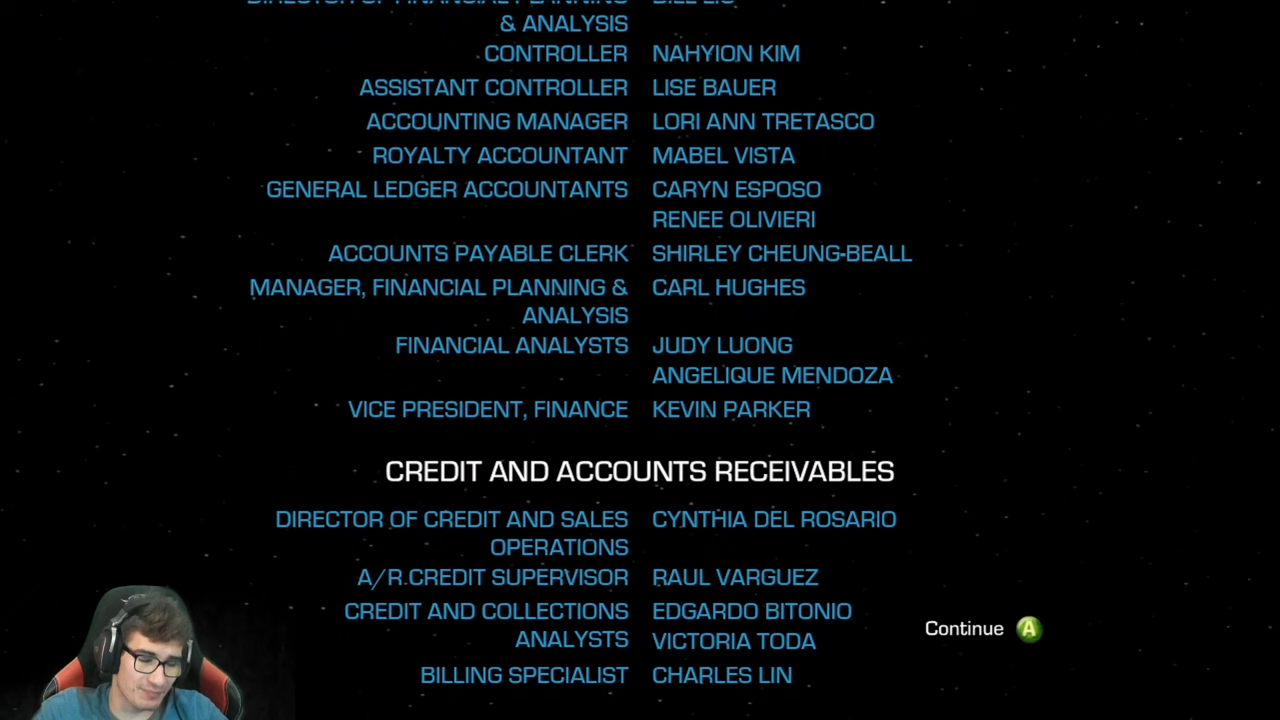 & ANALYSIS
CONTROLLER NAHYION KIM
ASSISTANT CONTROLLER LISE BAUER
ACCOUNTING MANAGER LORI ANN TRETASCO
ROYALTY ACCOUNTANT MABEL VISTA
GENERAL LEDGER ACCOUNTANTS CARYN ESPOSO
RENEE OLIVIERI
ACCOUNTS PAYABLE CLERK SHIRLEY CHEUNG-BEALL
MANAGER, FINANCIAL PLANNING & CARL HUGHES
ANALYSIS
FINANCIAL ANALYSTS JUDY LUONG
ANGELIQUE MENDOZA
VICE PRESIDENT, FINANCE KEVIN PARKER
CREDIT AND ACCOUNTS RECEIVABLES
DIRECTOR OF CREDIT AND SALES CYNTHIA DEL ROSARIO
OPERATIONS
A/R CREDIT SUPERVISOR RAUL VARGUEZ
CREDIT AND COLLECTIONS EDGARDO BITONIO
ANALYSTS VICTORIA TODA
Continue A
BILLING SPECIALIST CHARLES LIN